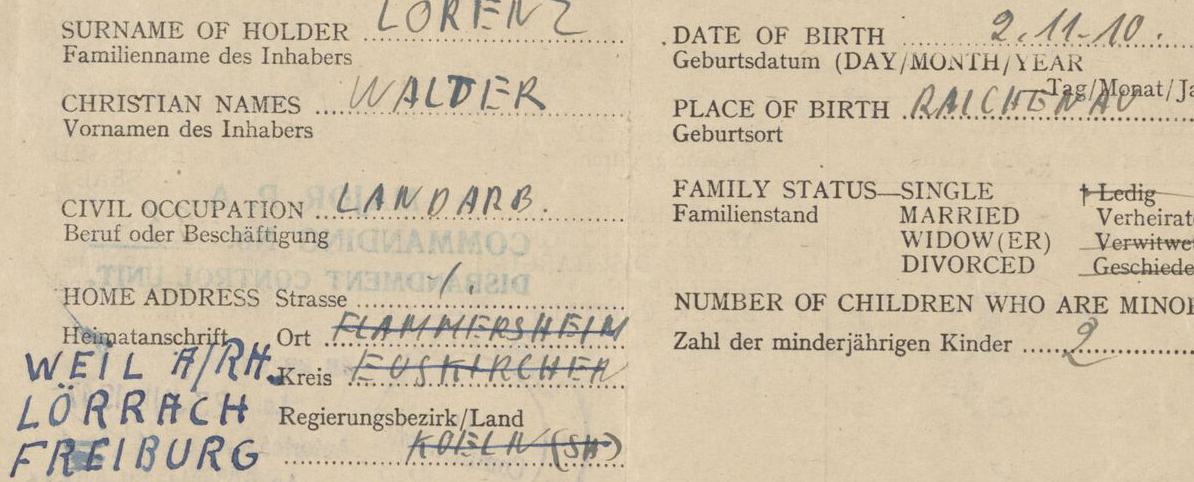 SURNAME OF HOLDER LORENZ
Familienname des Inhabers
CHRISTIAN NAMES WALDER
Vornamen des Inhabers
CIVIL OCCUPATION LANDARB.
Beruf oder Beschäftigung
HOME ADDRESS Strasse /.
Heimatanschrift Ort FLAMMERSHEIM
WEIL A/RH. Kreis EUSKIRCHEN
LÖRRACH Regierungsbezirk/Land
FREIBURG KOELN (SH)
DATE OF BIRTH 2.11-10.
Geburtsdatum (DAY/MONTH/YEAR
Tag/Monat/Ja
PLACE OF BIRTH RAICHENAU
Geburtsort
FAMILY STATUS—SINGLE † Ledig
Familienstand MARRIED Verheirat
WIDOW(ER) Verwitwe
DIVORCED Geschiede
NUMBER OF CHILDREN WHO ARE MINOR
Zahl der minderjährigen Kinder 2
COMMANDING
DISBANDMENT CONTROL UNIT.